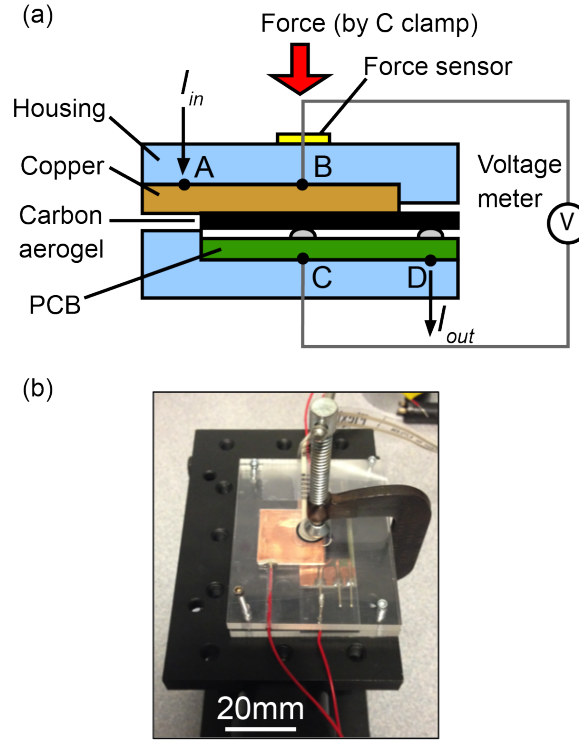 (a)
Force (by C clamp)
Force sensor
I in
Housing
A
B
Copper
Voltage
meter
Carbon
aerogel
V
PCB
C
D
I out
(b)
20mm